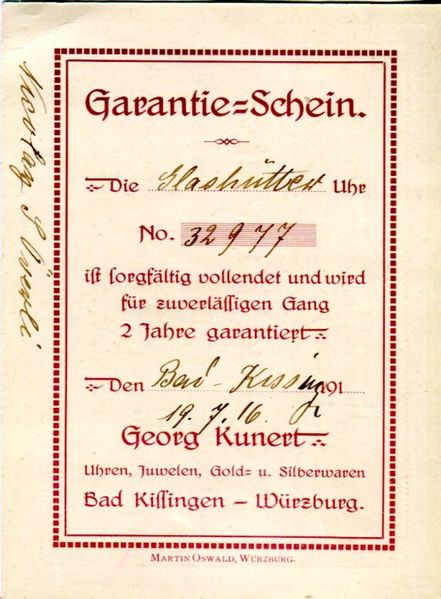 Garantie=Schein.
Die Glashütter Uhr
No. 32977
ist sorgfältig vollendet und wird
für zuverlässigen Gang
2 Jahre garantiert
Den Bad-Kissing 191
19.7.16.
Georg Kunert
Uhren, Juwelen, Gold= u. Silberwaren
Bad Kissingen – Würzburg.
MARTIN OSWALD, WÜRZBURG.